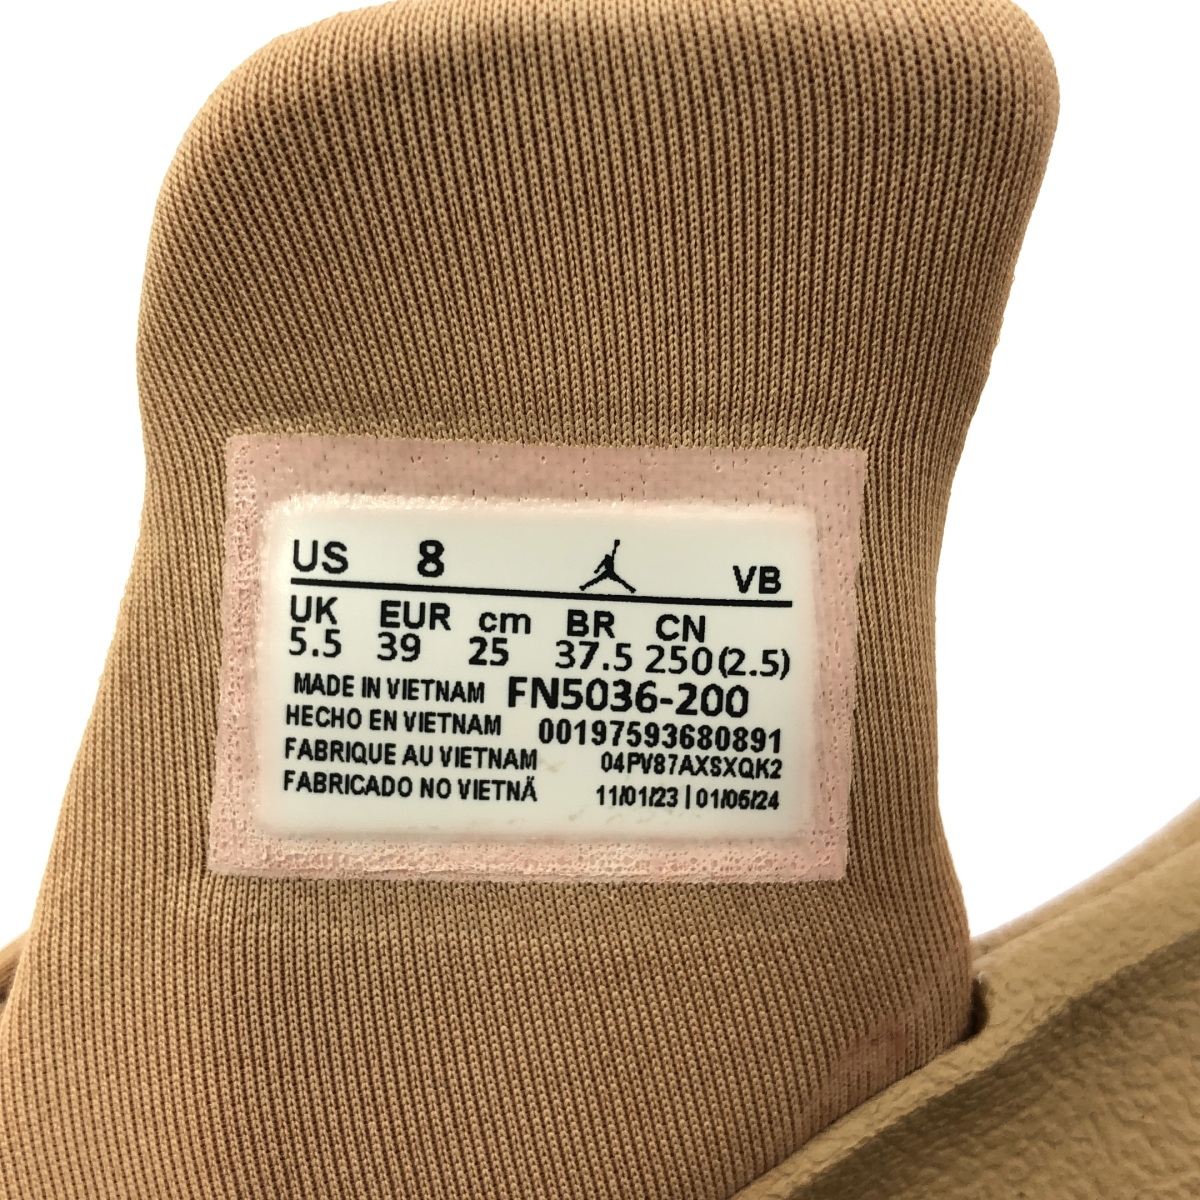 US 8 VB
UK EUR cm BR CN
5.5 39 25 37.5 250(2.5)
MADE IN VIETNAM FN5036-200
HECHO EN VIETNAM 00197593680891
FABRIQUE AU VIETNAM 04PV87AXSXQK2
FABRICADO NO VIETNÃ 11/01/23 | 01/05/24